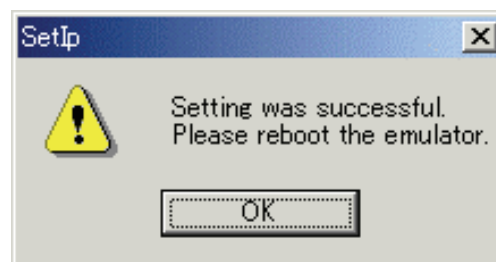 SetIp
Setting was successful.
Please reboot the emulator.
OK